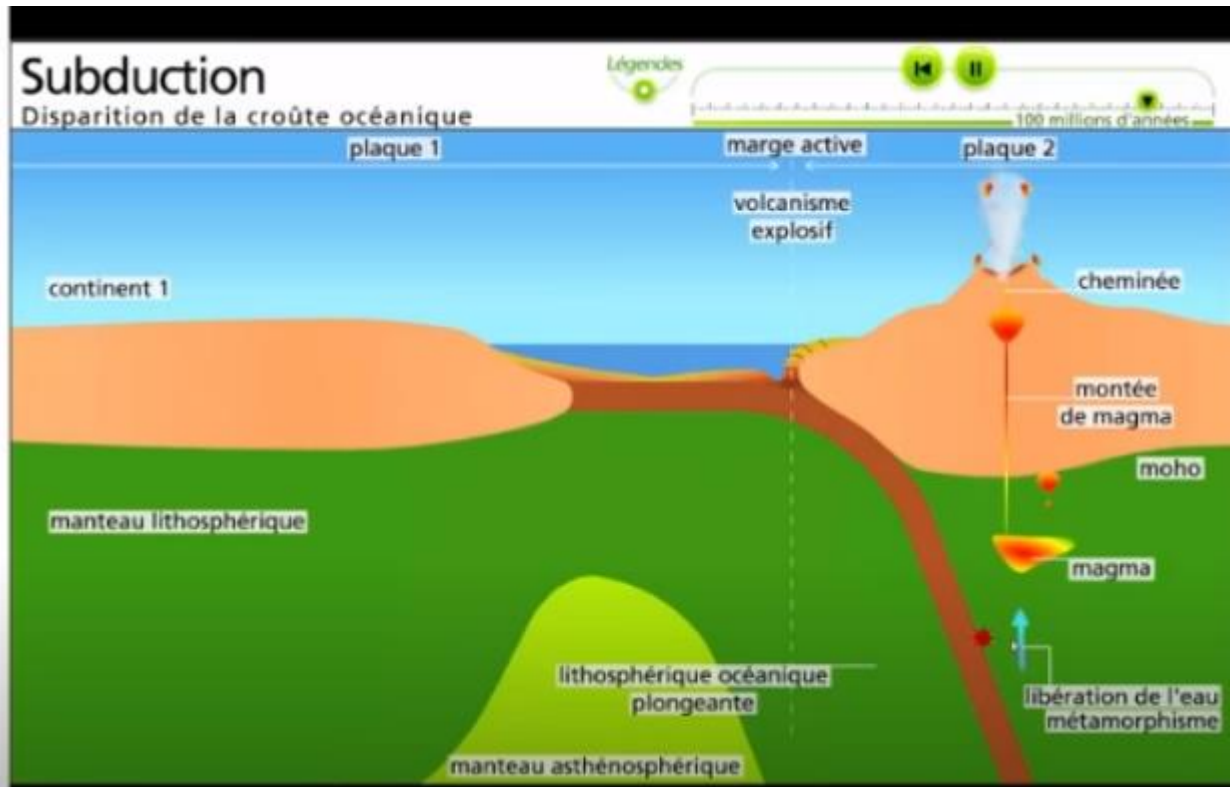 Subduction
Disparition de la croûte océanique
Légendes
100 millions d'années
plaque 1
marge active
plaque 2
volcanisme
explosif
continent 1
cheminée
montée
de magma
moho
manteau lithosphérique
magma
lithosphérique océanique
plongeante
libération de l'eau
métamorphisme
manteau asthénosphérique